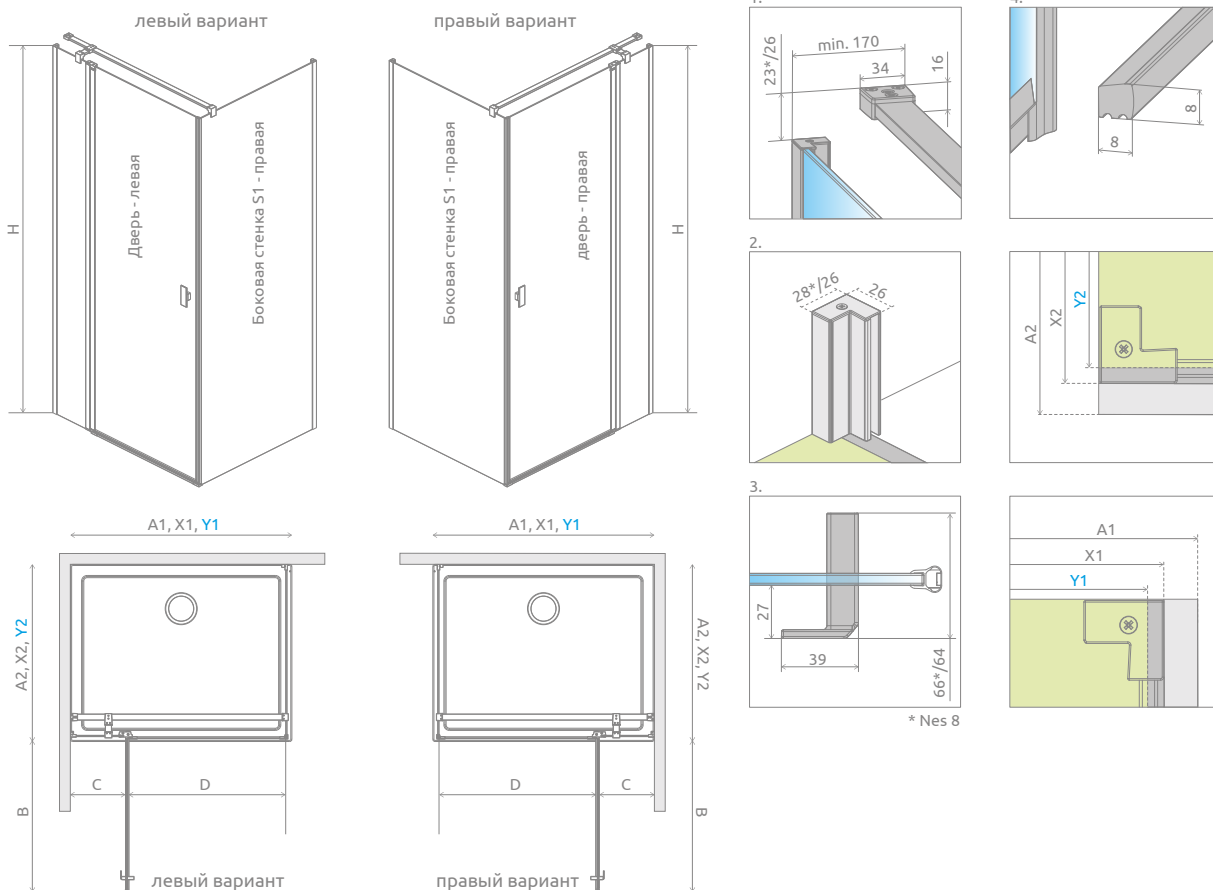 левый вариант
правый вариант
H
Дверь - левая
Боковая стенка S1 - правая
Боковая стенка S1 - правая
дверь - правая
H
A1, X1, Y1
A1, X1, Y1
A2, X2, Y2
A2, X2, Y2
C
D
D
C
B
B
левый вариант
правый вариант
min. 170
23*/26
34
16
8
8
2.
28*/26
26
A2
X2
Y2
3.
27
39
66*/64
* Nes 8
A1
X1
Y1